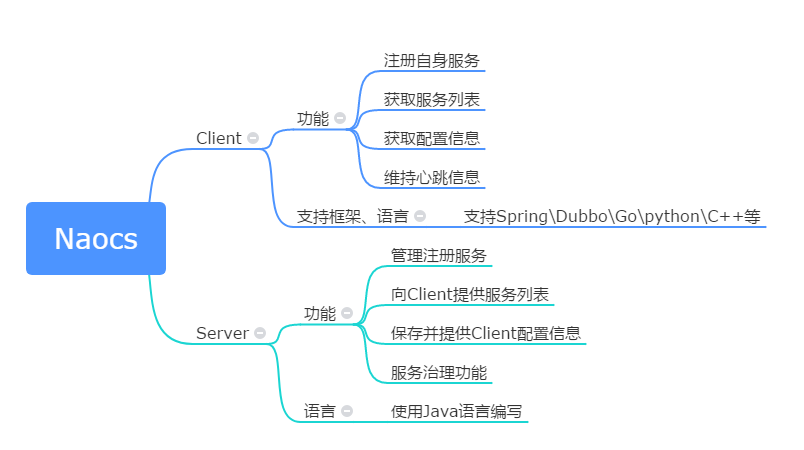 Naocs
Client
功能
注册自身服务
获取服务列表
获取配置信息
维持心跳信息
支持框架、语言
支持Spring\Dubbo\Go\python\C++等
Server
功能
管理注册服务
向Client提供服务列表
保存并提供Client配置信息
服务治理功能
语言
使用Java语言编写